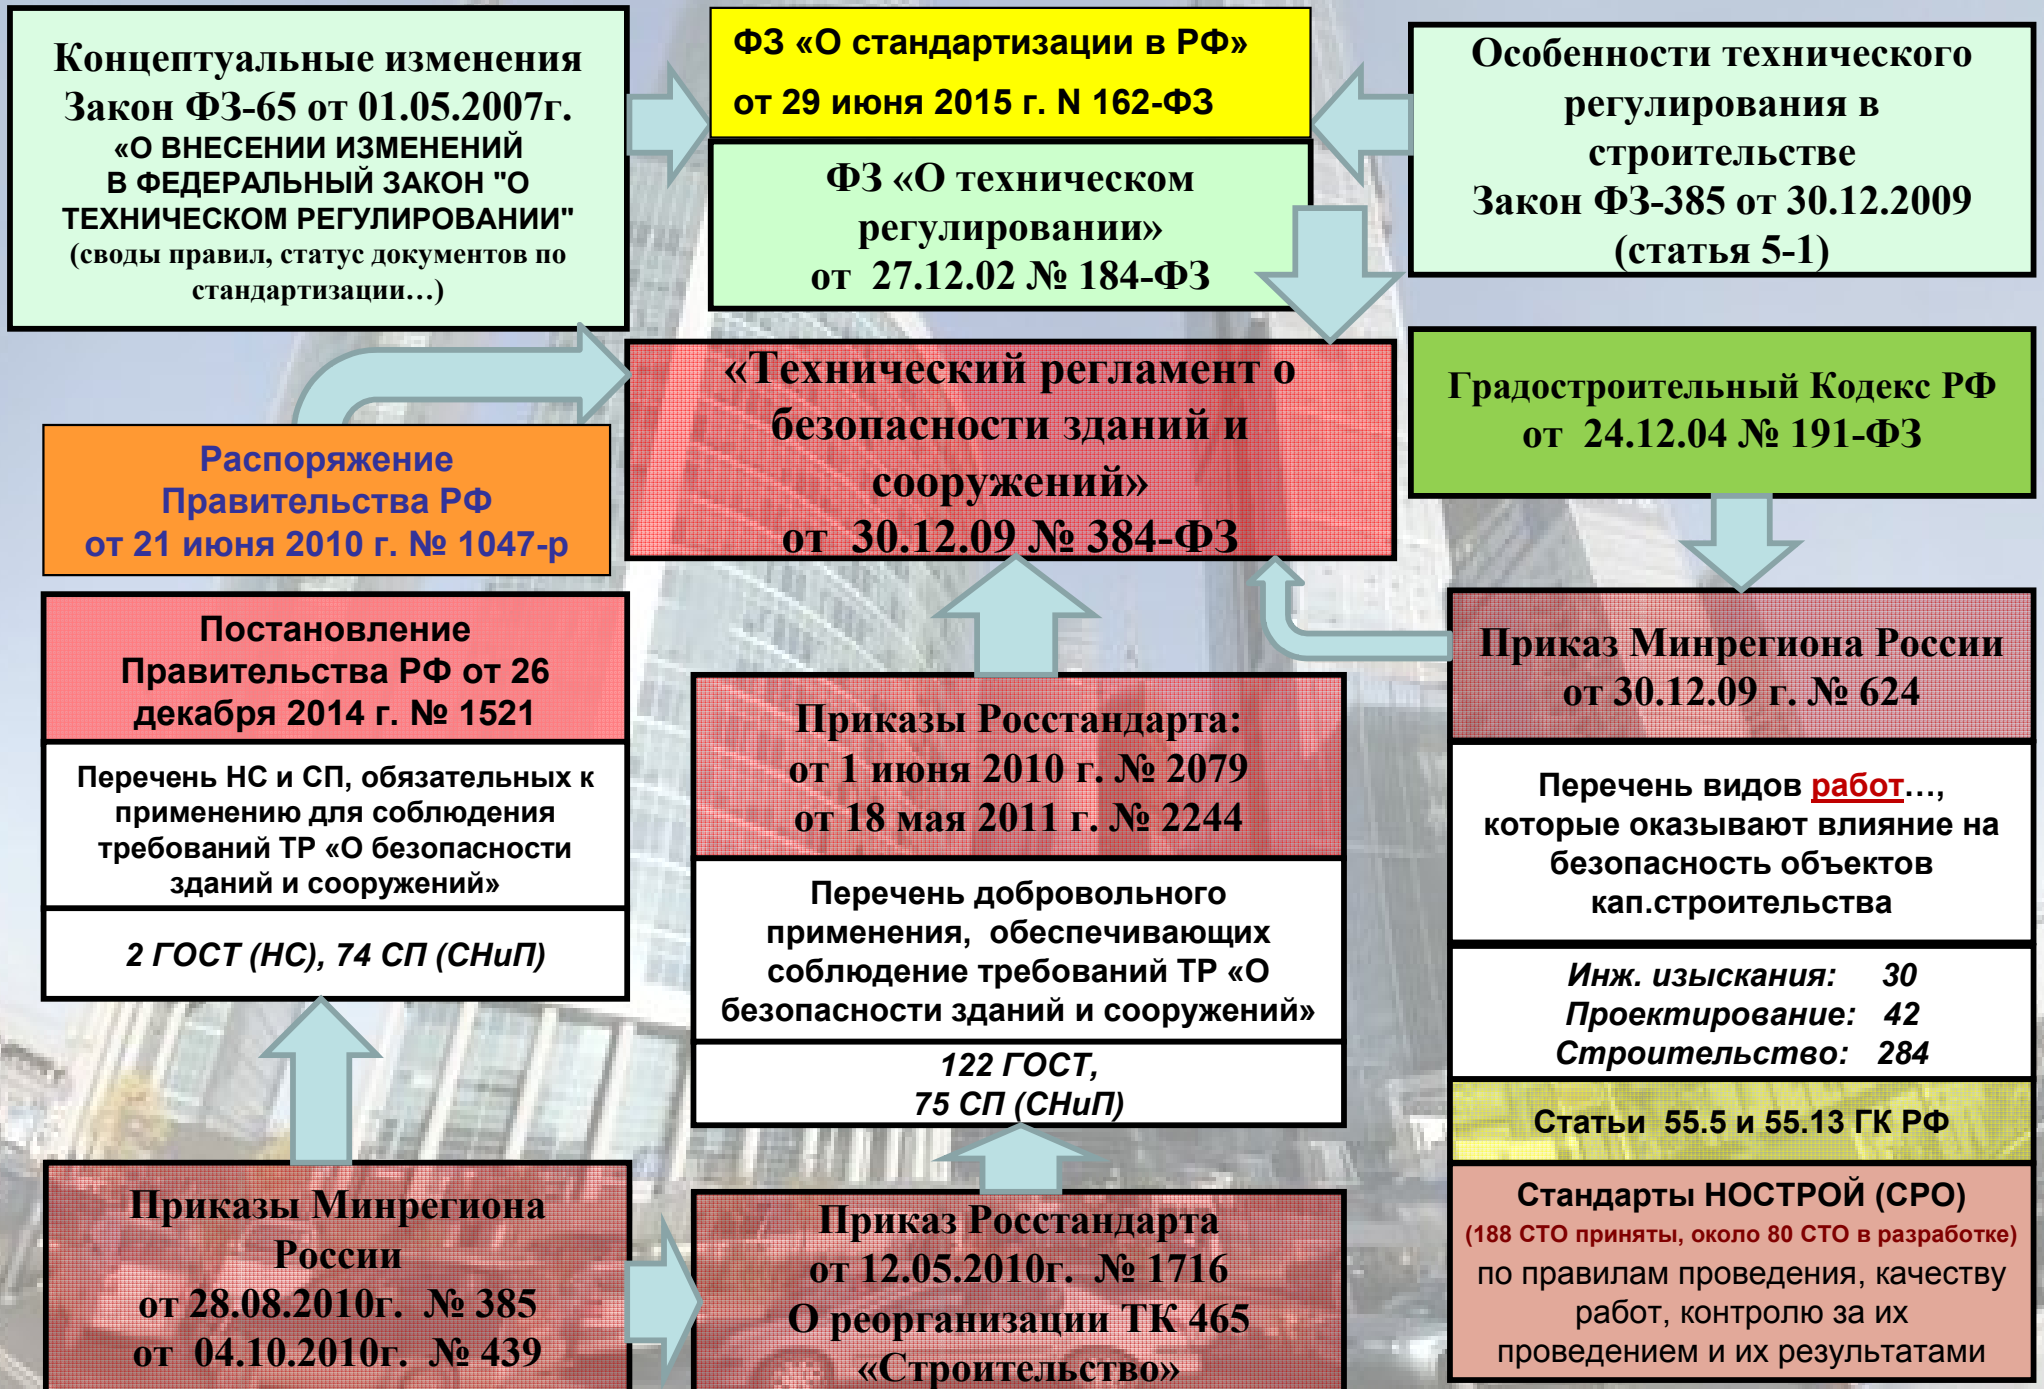 Концептуальные изменения
Закон ФЗ-65 от 01.05.2007г.
«О ВНЕСЕНИИ ИЗМЕНЕНИЙ
В ФЕДЕРАЛЬНЫЙ ЗАКОН "О
ТЕХНИЧЕСКОМ РЕГУЛИРОВАНИИ"
(своды правил, статус документов по
стандартизации…)
ФЗ «О стандартизации в РФ»
от 29 июня 2015 г. N 162-ФЗ
ФЗ «О техническом
регулировании»
от 27.12.02 № 184-ФЗ
Особенности технического
регулирования в
строительстве
Закон ФЗ-385 от 30.12.2009
(статья 5-1)
«Технический регламент о
безопасности зданий и
сооружений»
от 30.12.09 № 384-ФЗ
Градостроительный Кодекс РФ
от 24.12.04 № 191-ФЗ
Распоряжение
Правительства РФ
от 21 июня 2010 г. № 1047-р
Постановление
Правительства РФ от 26
декабря 2014 г. № 1521
Перечень НС и СП, обязательных к
применению для соблюдения
требований ТР «О безопасности
зданий и сооружений»
2 ГОСТ (НС), 74 СП (СНиП)
Приказы Росстандарта:
от 1 июня 2010 г. № 2079
от 18 мая 2011 г. № 2244
Перечень добровольного
применения, обеспечивающих
соблюдение требований ТР «О
безопасности зданий и сооружений»
122 ГОСТ,
75 СП (СНиП)
Приказ Минрегиона России
от 30.12.09 г. № 624
Перечень видов работ…,
которые оказывают влияние на
безопасность объектов
кап.строительства
Инж. изыскания: 30
Проектирование: 42
Строительство: 284
Статьи 55.5 и 55.13 ГК РФ
Стандарты НОСТРОЙ (СРО)
(188 СТО приняты, около 80 СТО в разработке)
по правилам проведения, качеству
работ, контролю за их
проведением и их результатами
Приказы Минрегиона
России
от 28.08.2010г. № 385
от 04.10.2010г. № 439
Приказ Росстандарта
от 12.05.2010г. № 1716
О реорганизации ТК 465
«Строительство»